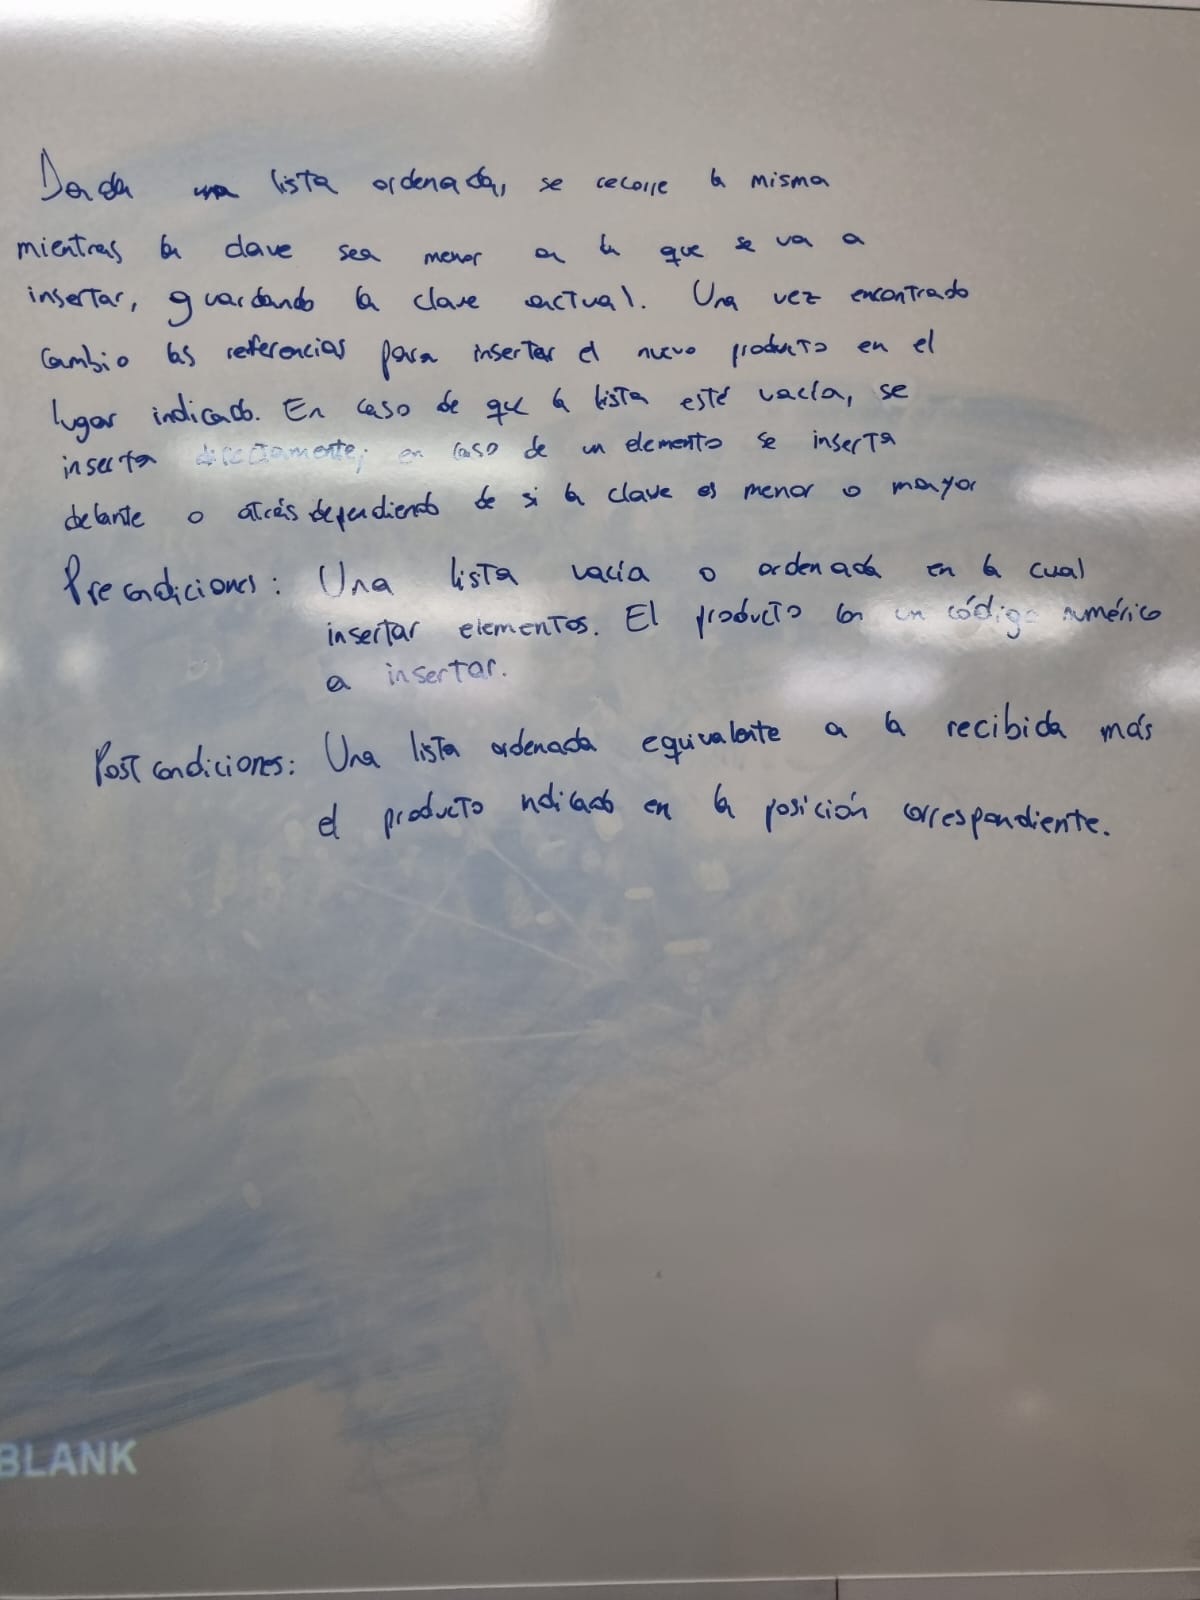 Dada una lista ordenada, se recorre la misma
mientras la clave sea menor a la que se va a
insertar, guardando la clave actual. Una vez encontrado
cambio las referencias para insertar el nuevo producto en el
lugar indicado. En caso de que la lista esté vacía, se
inserta directamente, en caso de un elemento se inserta
delante o atrás dependiendo de si la clave es menor o mayor
Precondiciones: Una lista vacía o ordenada en la cual
insertar elementos. El producto con un código numérico
a insertar.
Postcondiciones: Una lista ordenada equivalente a la recibida más
el producto indicado en la posición correspondiente.
BLANK